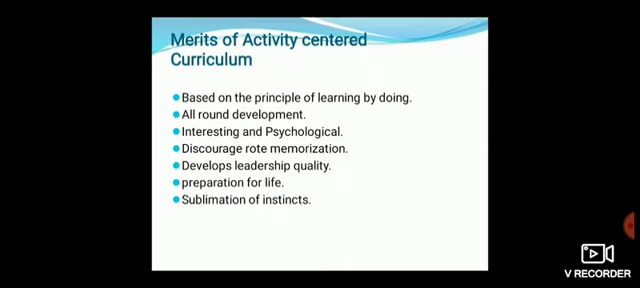 Merits of Activity centered
Curriculum
Based on the principle of learning by doing.
All round development.
Interesting and Psychological.
Discourage rote memorization.
Develops leadership quality.
preparation for life.
Sublimation of instincts.
V RECORDER